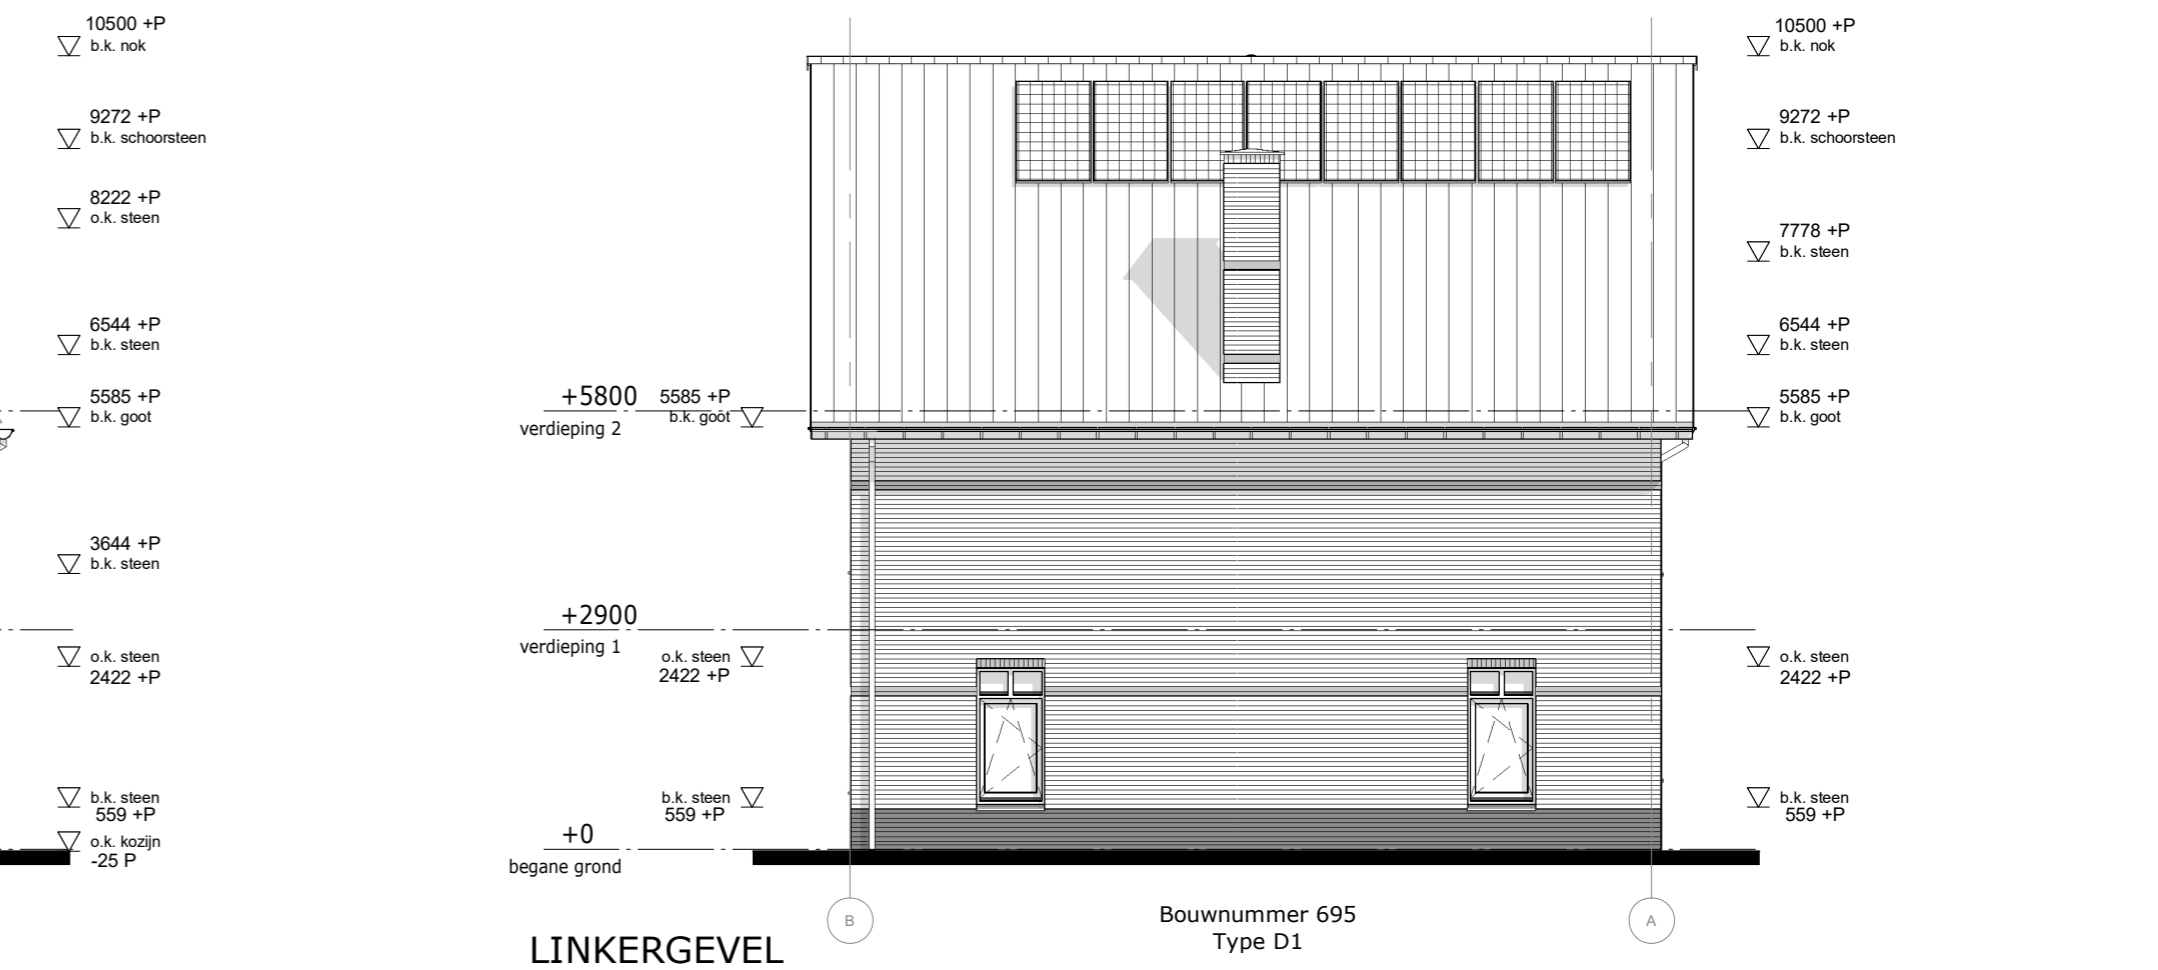 10500 +P
b.k. nok
9272 +P
b.k. schoorsteen
8222 +P
o.k. steen
6544 +P
b.k. steen
5585 +P
b.k. goot
3644 +P
b.k. steen
o.k. steen
2422 +P
b.k. steen
559 +P
o.k. kozijn
-25 P
+5800
verdieping 2
+2900
verdieping 1
+0
begane grond
5585 +P
b.k. goot
o.k. steen
2422 +P
b.k. steen
559 +P
10500 +P
b.k. nok
9272 +P
b.k. schoorsteen
7778 +P
b.k. steen
6544 +P
b.k. steen
5585 +P
b.k. goot
o.k. steen
2422 +P
b.k. steen
559 +P
B
A
Bouwnummer 695
Type D1
LINKERGEVEL